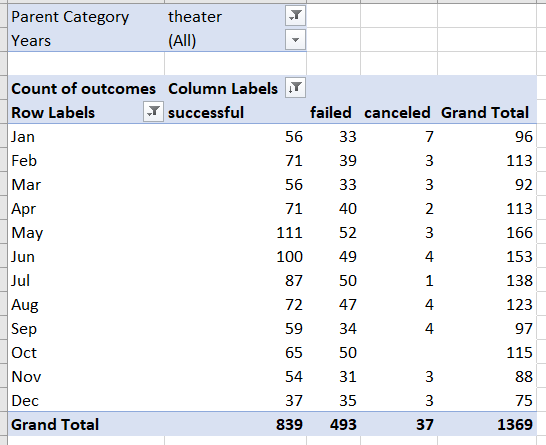 Parent Category theater
Years (All)
Count of outcomes Column Labels
Row Labels successful failed canceled Grand Total
Jan 56 33 7 96
Feb 71 39 3 113
Mar 56 33 3 92
Apr 71 40 2 113
May 111 52 3 166
Jun 100 49 4 153
Jul 87 50 1 138
Aug 72 47 4 123
Sep 59 34 4 97
Oct 65 50 115
Nov 54 31 3 88
Dec 37 35 3 75
Grand Total 839 493 37 1369